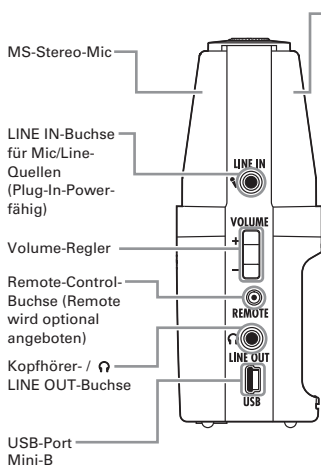 MS-Stereo-Mic
LINE IN-Buchse
für Mic/Line-
Quellen
(Plug-In-Power-
fähig)
LINE IN
VOLUME
+
Volume-Regler
−
Remote-Control-
Buchse (Remote
wird optional
angeboten)
REMOTE
Kopfhörer- /
LINE OUT-Buchse
LINE OUT
USB
USB-Port
Mini-B